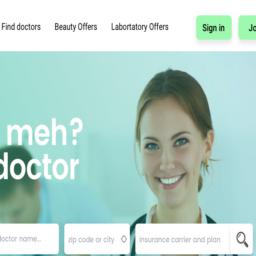 Find doctors Beauty Offers Labortatory Offers Sign in Jo
meh?
doctor
doctor name... zip code or city insurance carrier and plan